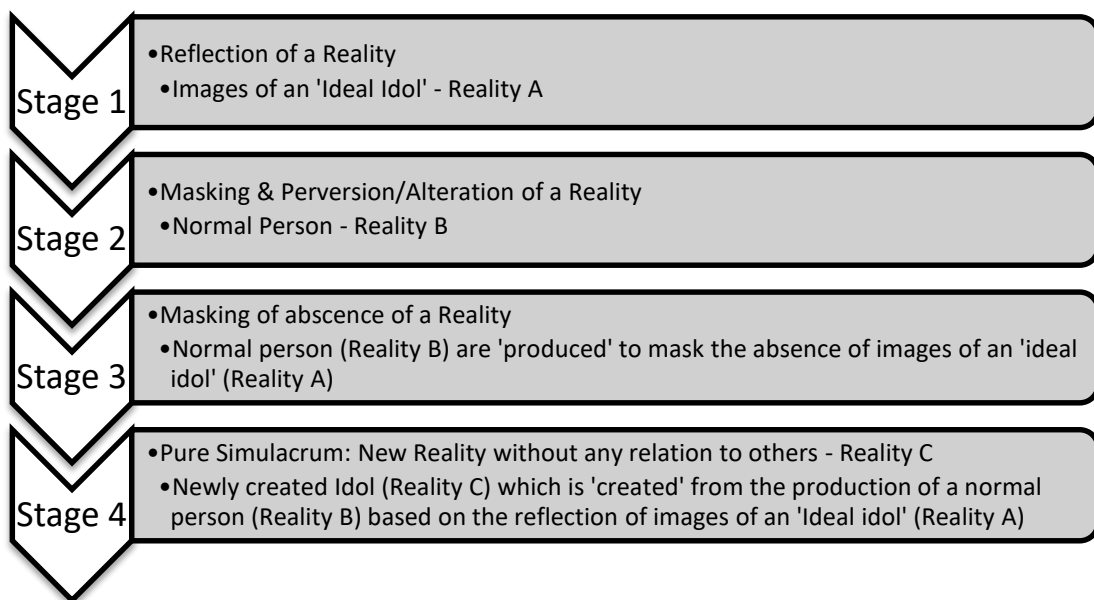 Stage 1
•Reflection of a Reality
•Images of an 'Ideal Idol' - Reality A
Stage 2
•Masking & Perversion/Alteration of a Reality
•Normal Person - Reality B
Stage 3
•Masking of abscence of a Reality
•Normal person (Reality B) are 'produced' to mask the absence of images of an 'ideal
idol' (Reality A)
Stage 4
•Pure Simulacrum: New Reality without any relation to others - Reality C
•Newly created Idol (Reality C) which is 'created' from the production of a normal
person (Reality B) based on the reflection of images of an 'Ideal idol' (Reality A)